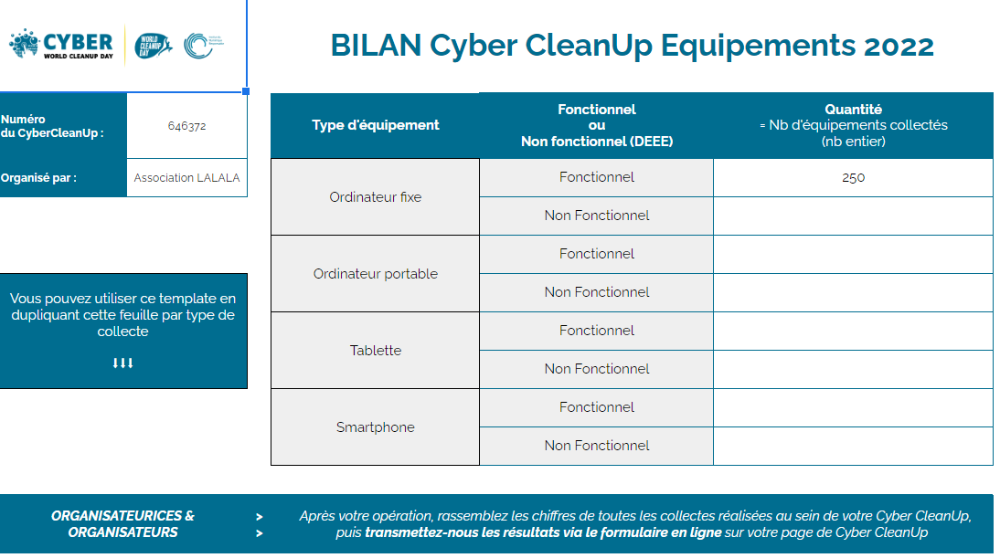 CYBER
WORLD CLEANUP DAY
WORLD
CLEANUP
DAY
BILAN Cyber CleanUp Equipements 2022
Numéro
du CyberCleanUp :
646372
Organisé par :
Association LALALA
Vous pouvez utiliser ce template en
dupliquant cette feuille par type de
collecte
⬇⬇⬇
Type d'équipement
Fonctionnel
ou
Non fonctionnel (DEEE)
Quantité
= Nb d'équipements collectés
(nb entier)
Ordinateur fixe
Fonctionnel
250
Non Fonctionnel
Ordinateur portable
Fonctionnel
Non Fonctionnel
Tablette
Fonctionnel
Non Fonctionnel
Smartphone
Fonctionnel
Non Fonctionnel
ORGANISATEURICES & > Après votre opération, rassemblez les chiffres de toutes les collectes réalisées au sein de votre Cyber CleanUp,
ORGANISATEURS > puis transmettez-nous les résultats via le formulaire en ligne sur votre page de Cyber CleanUp